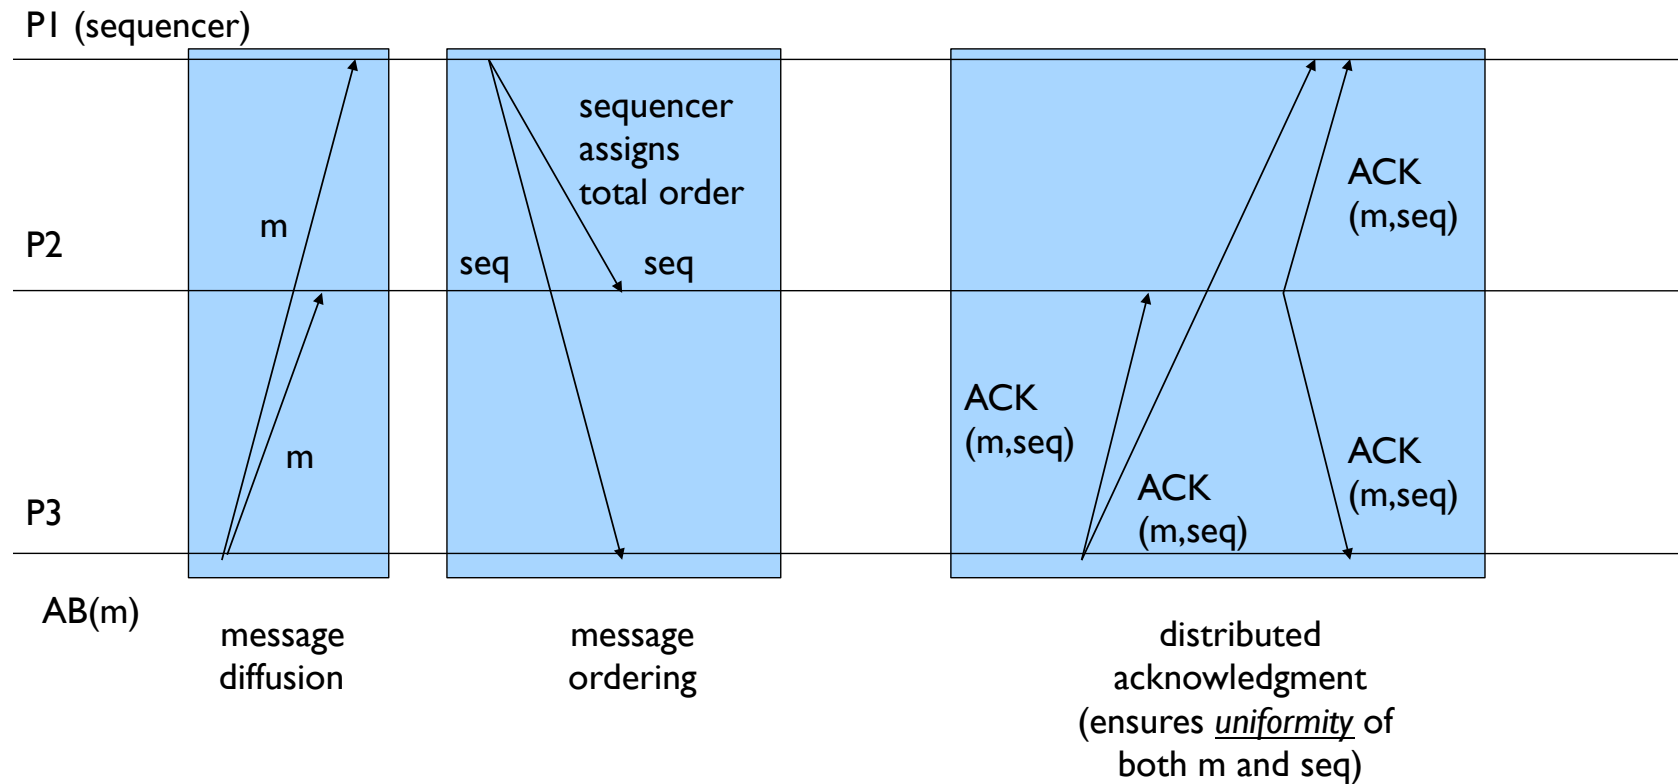 P1 (sequencer)
sequencer
assigns
total order
m
P2
seq
seq
ACK
(m,seq)
ACK
(m,seq)
m
ACK
(m,seq)
ACK
(m,seq)
P3
AB(m)
message
diffusion
message
ordering
distributed
acknowledgment
(ensures uniformity of
both m and seq)